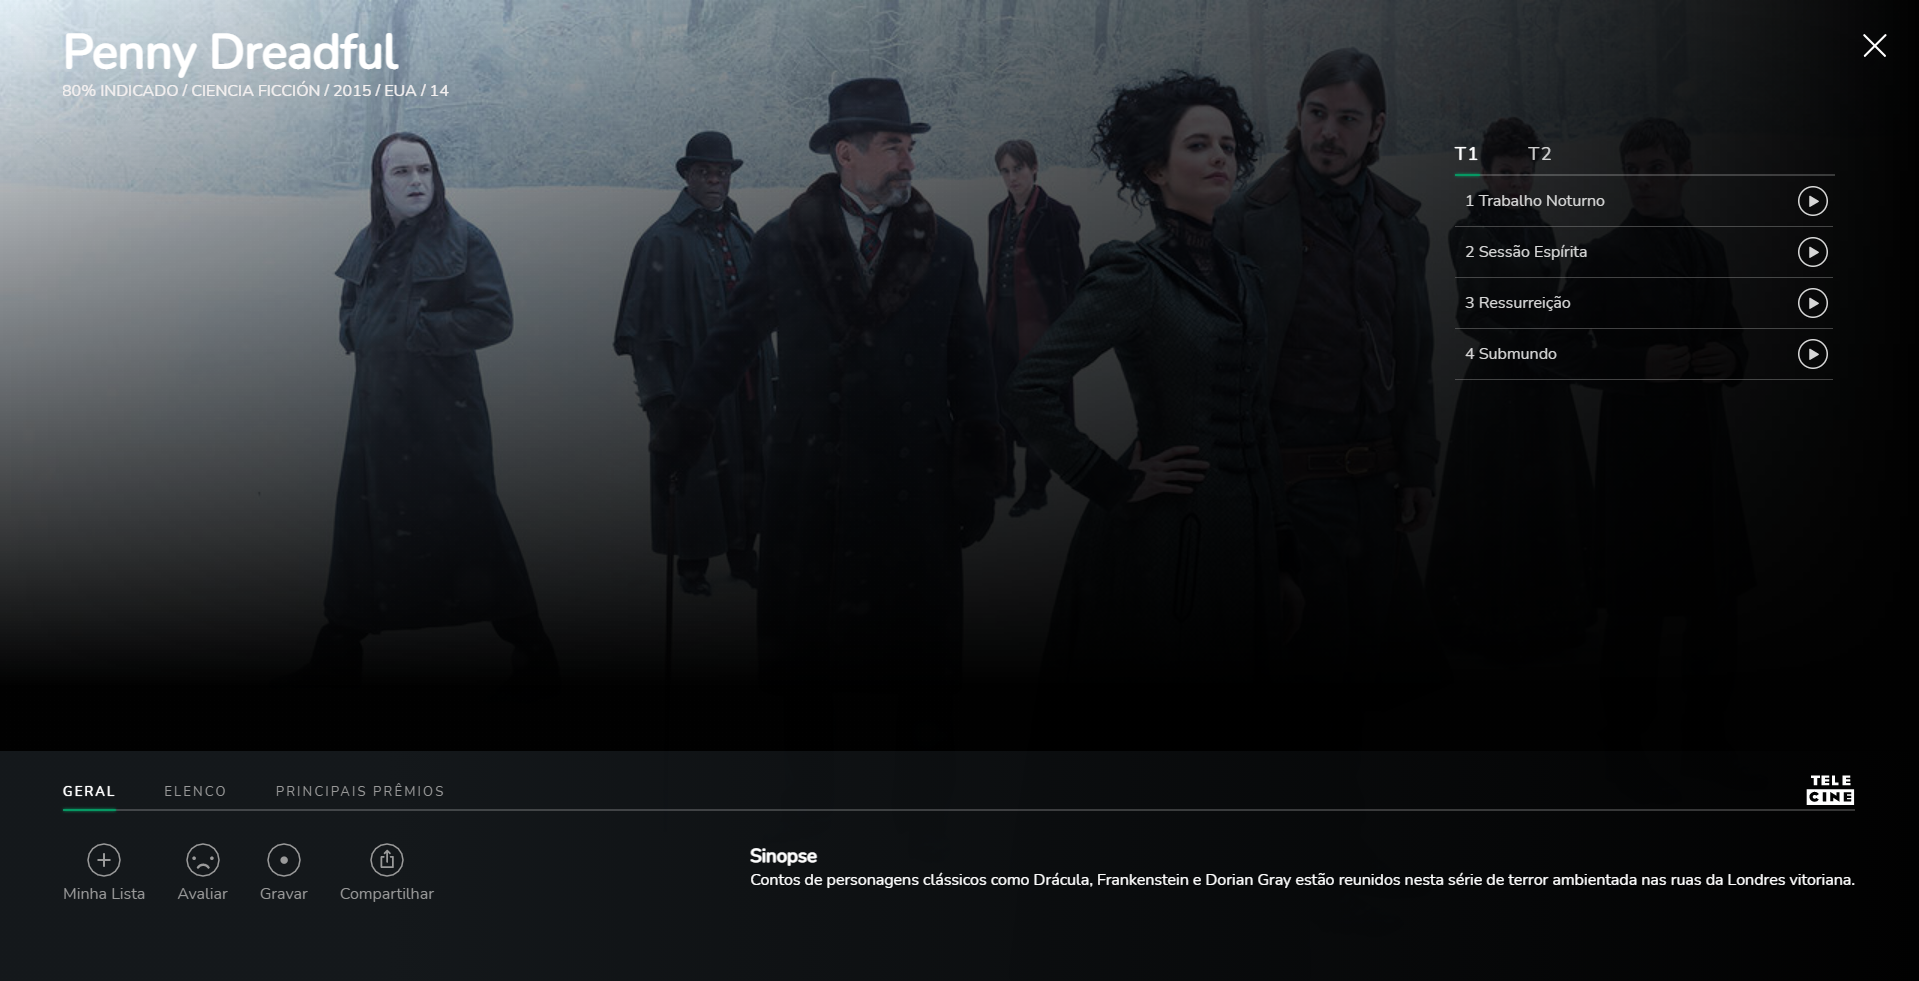 Penny Dreadful
80% INDICADO / CIENCIA FICCIÓN / 2015 / EUA / 14
T1 T2
1 Trabalho Noturno
2 Sessão Espírita
3 Ressurreição
4 Submundo
GERAL ELENCO PRINCIPAIS PRÊMIOS
TELE
CINE
Minha Lista Avaliar Gravar Compartilhar
Sinopse
Contos de personagens clássicos como Drácula, Frankenstein e Dorian Gray estão reunidos nesta série de terror ambientada nas ruas da Londres vitoriana.